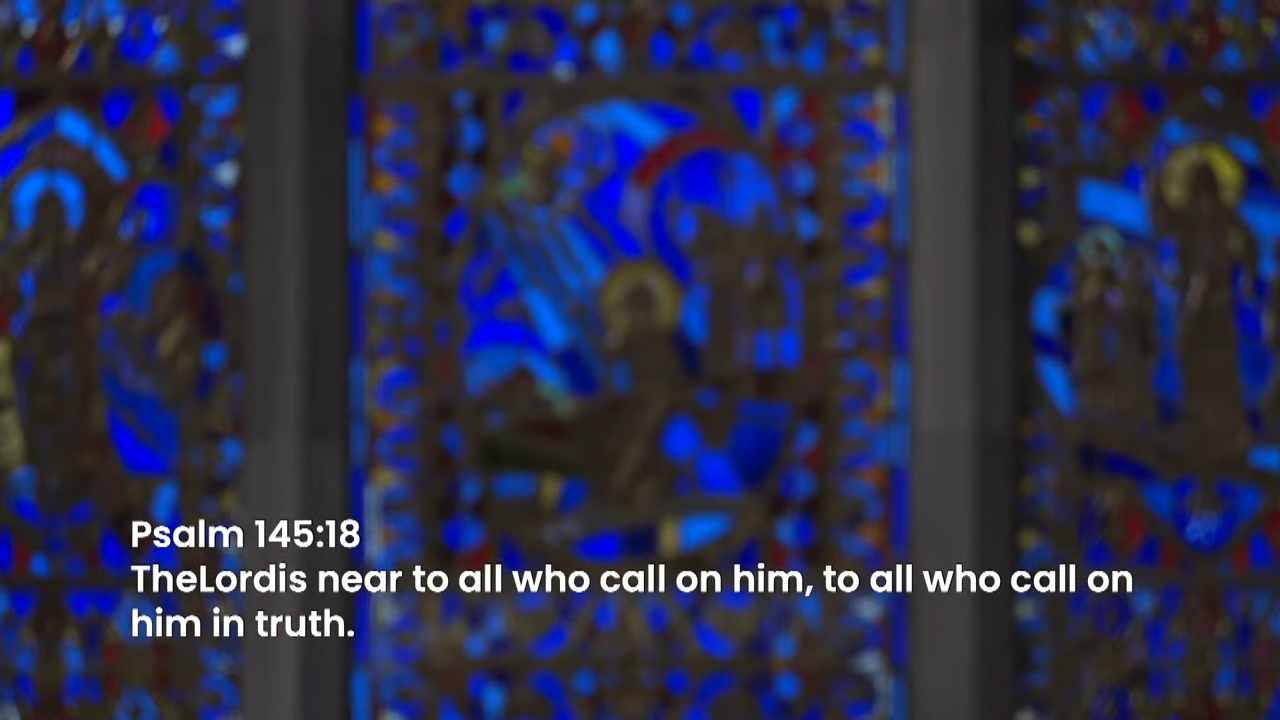 Psalm 145:18
TheLordis near to all who call on him, to all who call on
him in truth.